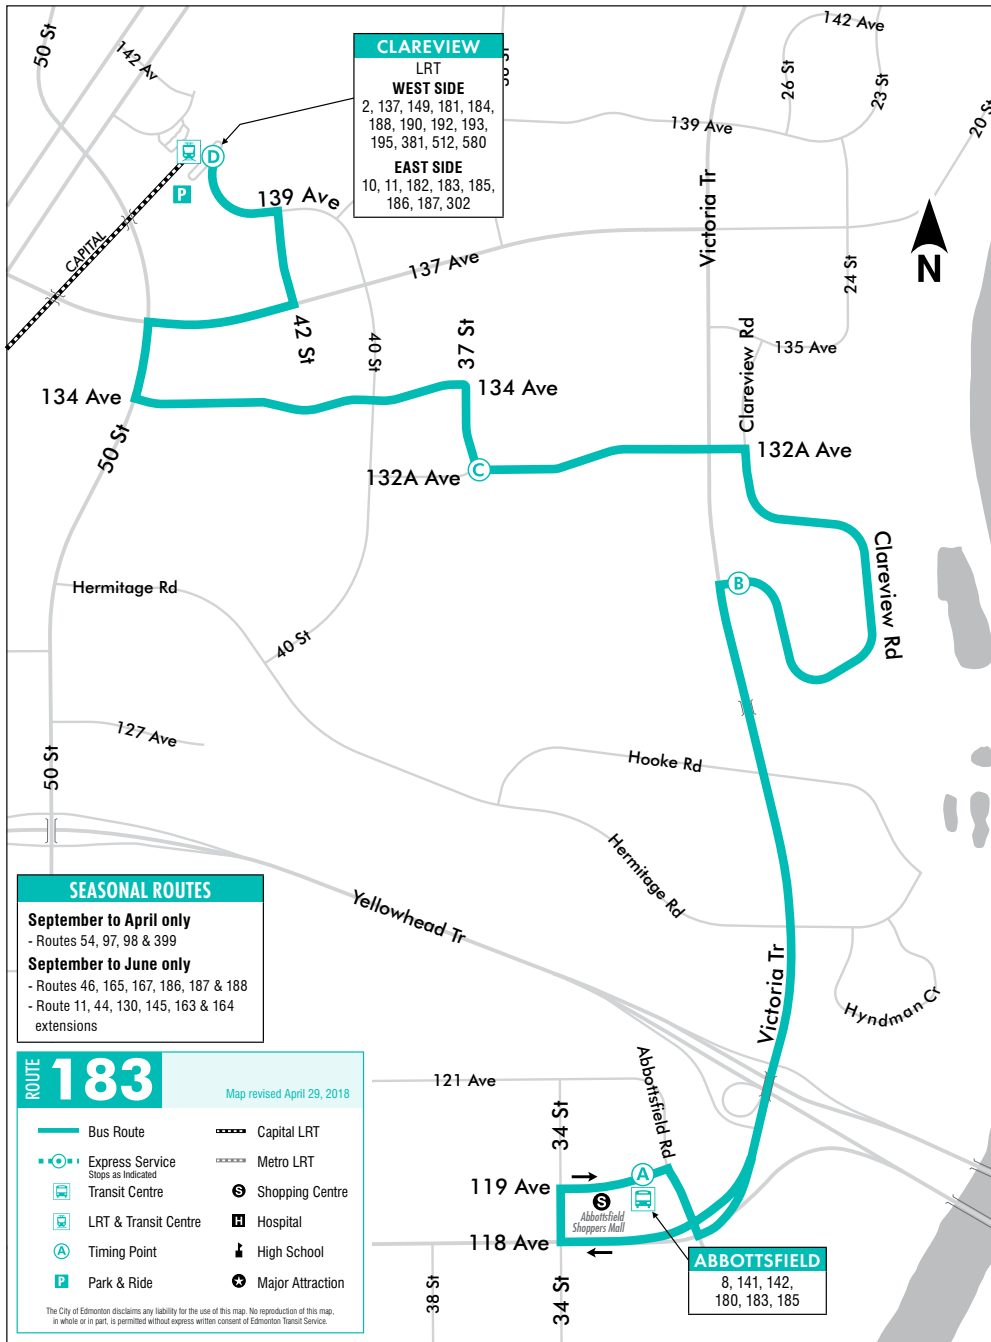 50 St
142 Av
CLAREVIEW
LRT
WEST SIDE
2, 137, 149, 181, 184,
188, 190, 192, 193,
195, 381, 512, 580
EAST SIDE
10, 11, 182, 183, 185,
186, 187, 302
142 Ave
26 St
23 St
20 St
139 Ave
Victoria Tr
D
P
139 Ave
CAPITAL
137 Ave
N
24 St
42 St
40 St
37 St
Clareview Rd
135 Ave
134 Ave
134 Ave
50 St
132A Ave
C
132A Ave
Clareview Rd
B
Hermitage Rd
40 St
127 Ave
50 St
Hooke Rd
Hermitage Rd
Yellowhead Tr
Victoria Tr
Hyndman Cr
SEASONAL ROUTES
September to April only
- Routes 54, 97, 98 & 399
September to June only
- Routes 46, 165, 167, 186, 187 & 188
- Route 11, 44, 130, 145, 163 & 164
extensions
ROUTE 183
Map revised April 29, 2018
Bus Route
Capital LRT
Express Service
Stops as Indicated
Metro LRT
Transit Centre
S Shopping Centre
LRT & Transit Centre
H Hospital
A Timing Point
High School
P Park & Ride
Major Attraction
The City of Edmonton disclaims any liability for the use of this map. No reproduction of this map,
in whole or in part, is permitted without express written consent of Edmonton Transit Service.
121 Ave
34 St
Abbottsfield Rd
119 Ave
A
S
Abbottsfield
Shoppers Mall
118 Ave
38 St
34 St
ABBOTTSFIELD
8, 141, 142,
180, 183, 185